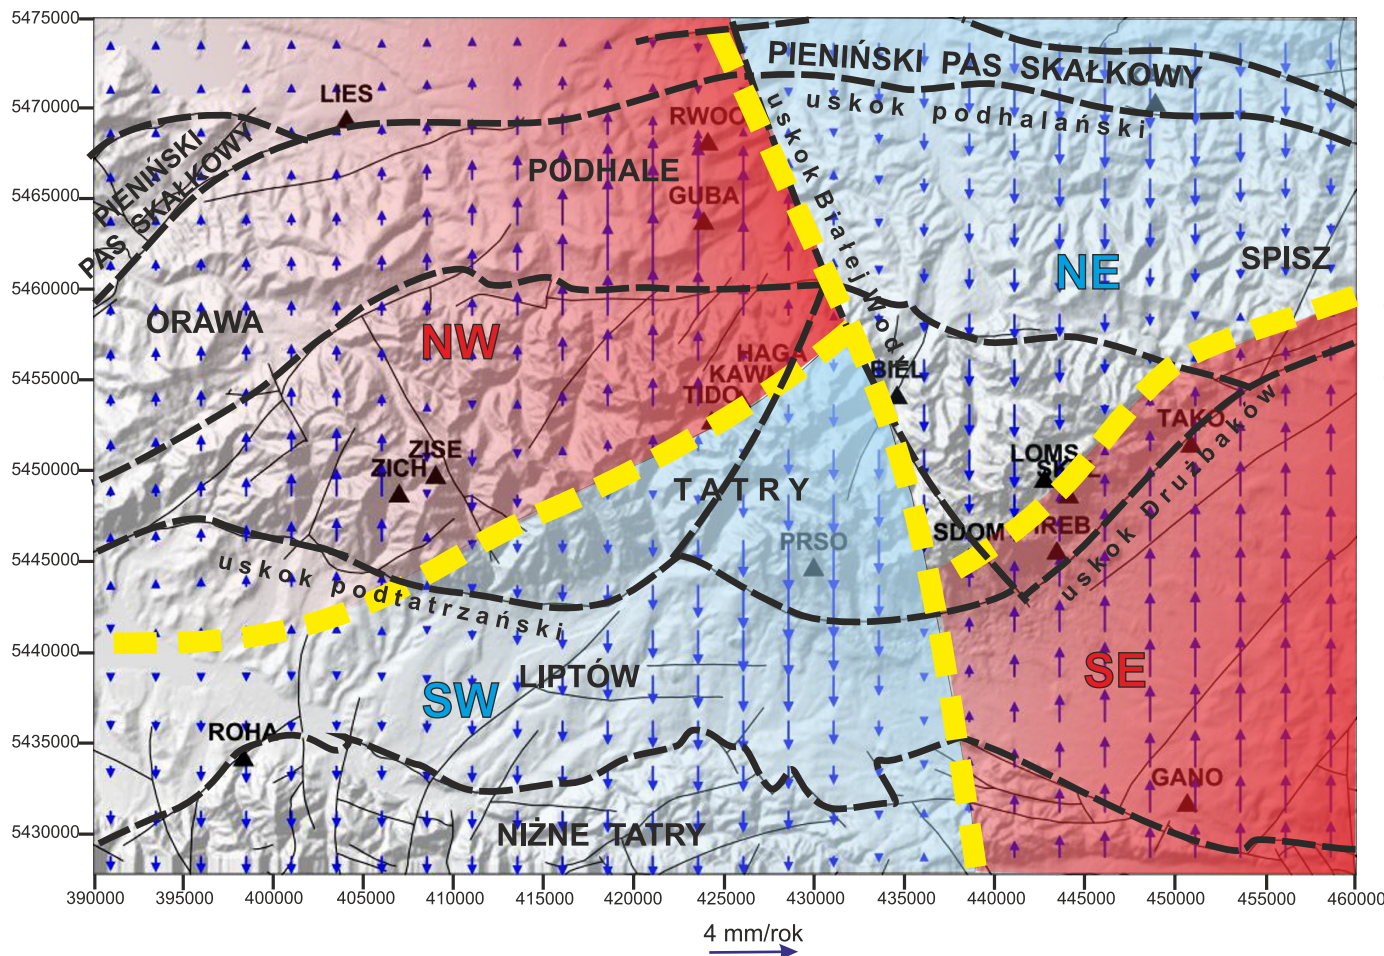 5475000
5470000
5465000
5460000
5455000
5450000
5445000
5440000
5435000
5430000
PIENIŃSKI PAS SKAŁKOWY
uskok podhalański
LIES
RWOC
PIENIŃSKI
PAS SKAŁKOWY
PODHALE
GUBA
uskok Białej Wody
SPISZ
NE
ORAWA
NW
HAGA
KAWM
TIDO
BIEL
TAKO
ZISE
ZICH
LOMS
TATRY
SDOM
PRSO
uskok Drużbaków
uskok podtatrzański
LIPTÓW
SW
SE
ROHA
GANO
NIŻNE TATRY
390000
395000
400000
405000
410000
415000
420000
425000
430000
435000
440000
445000
450000
455000
460000
4 mm/rok